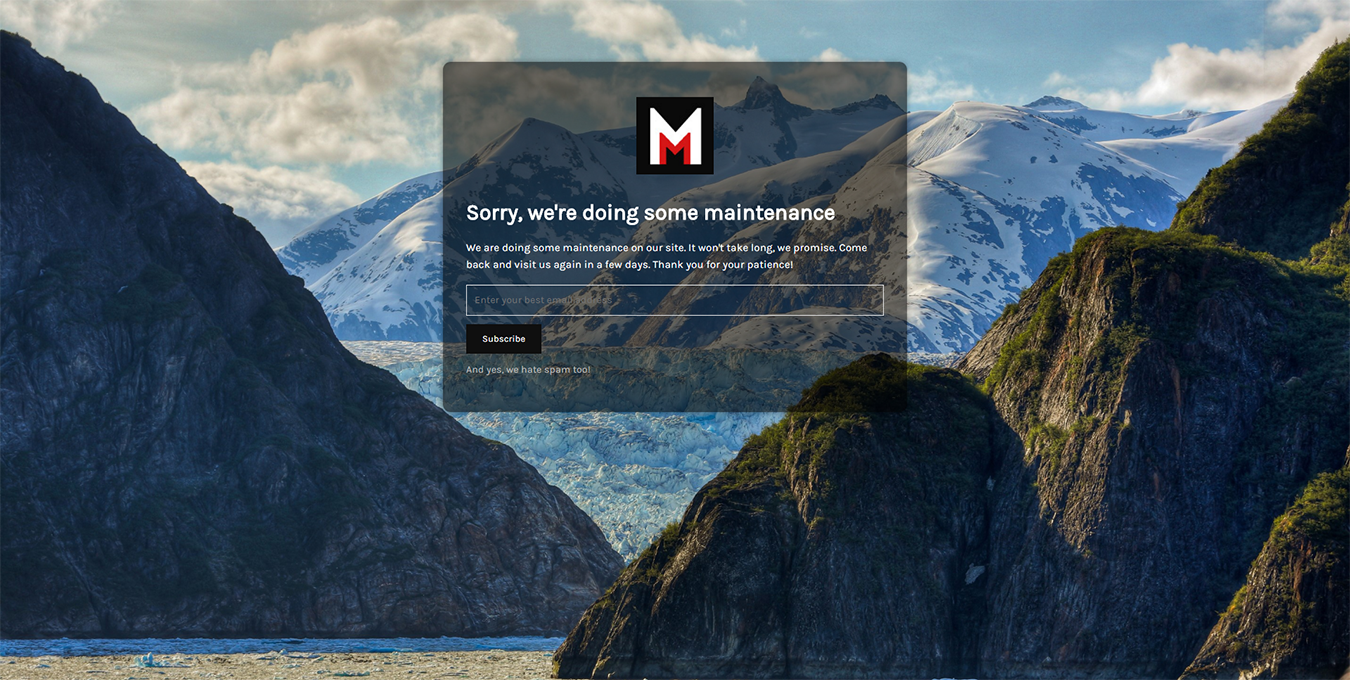 M
M
Sorry, we're doing some maintenance
We are doing some maintenance on our site. It won't take long, we promise. Come
back and visit us again in a few days. Thank you for your patience!
Enter your best email address
Subscribe
And yes, we hate spam too!